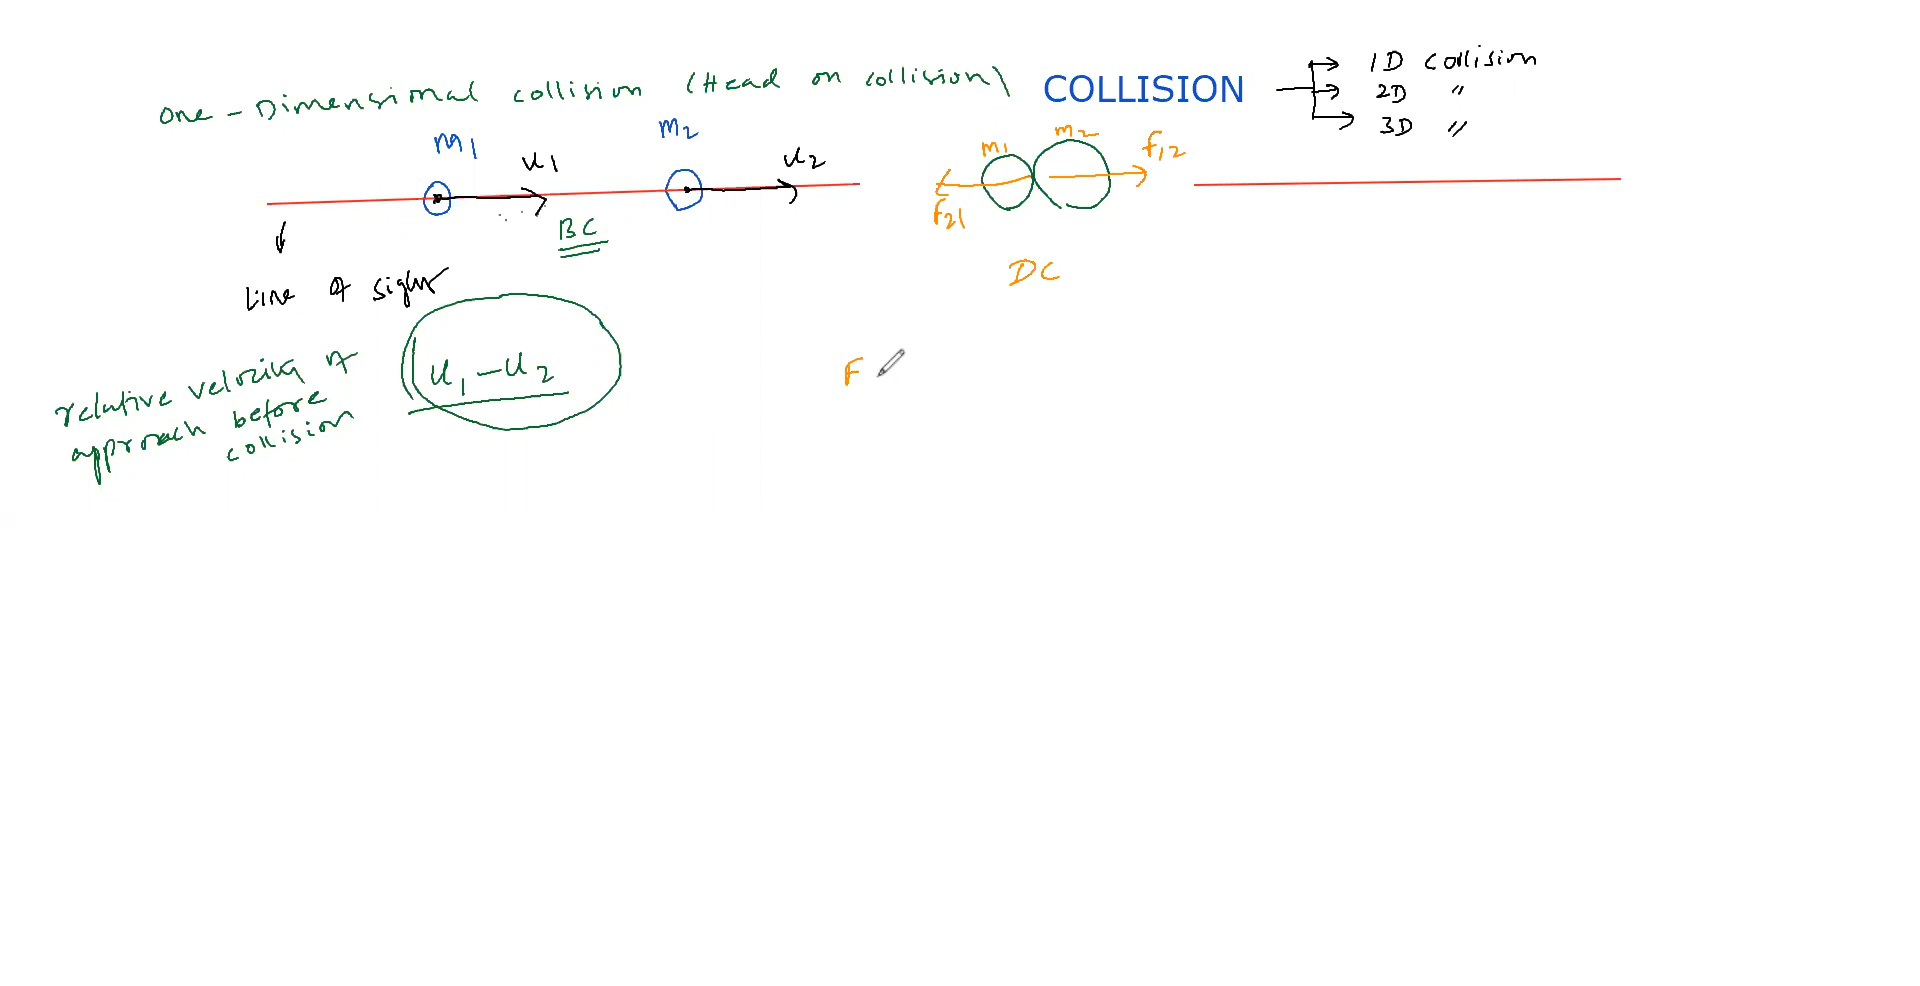 One - Dimensional collision (Head on collision)
COLLISION
1D collision
2D "
3D "
m1
u1
m2
u2
BC
m1
m2
F12
F21
DC
Line of sight
relative velocity of
approach before
collision
u1 - u2
F